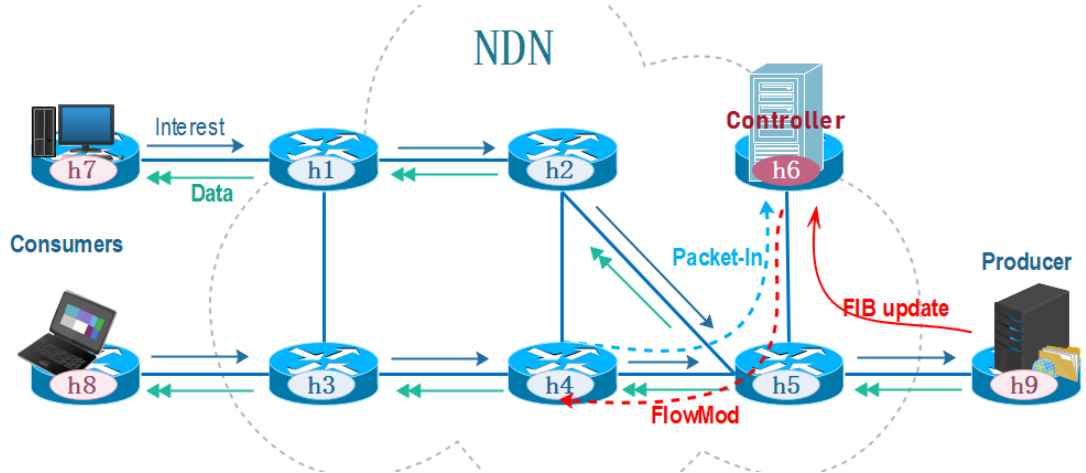 NDN
Controller
Interest
h7
h1
h2
h6
Data
Consumers
Packet-In
Producer
FIB update
h8
h3
h4
h5
h9
FlowMod